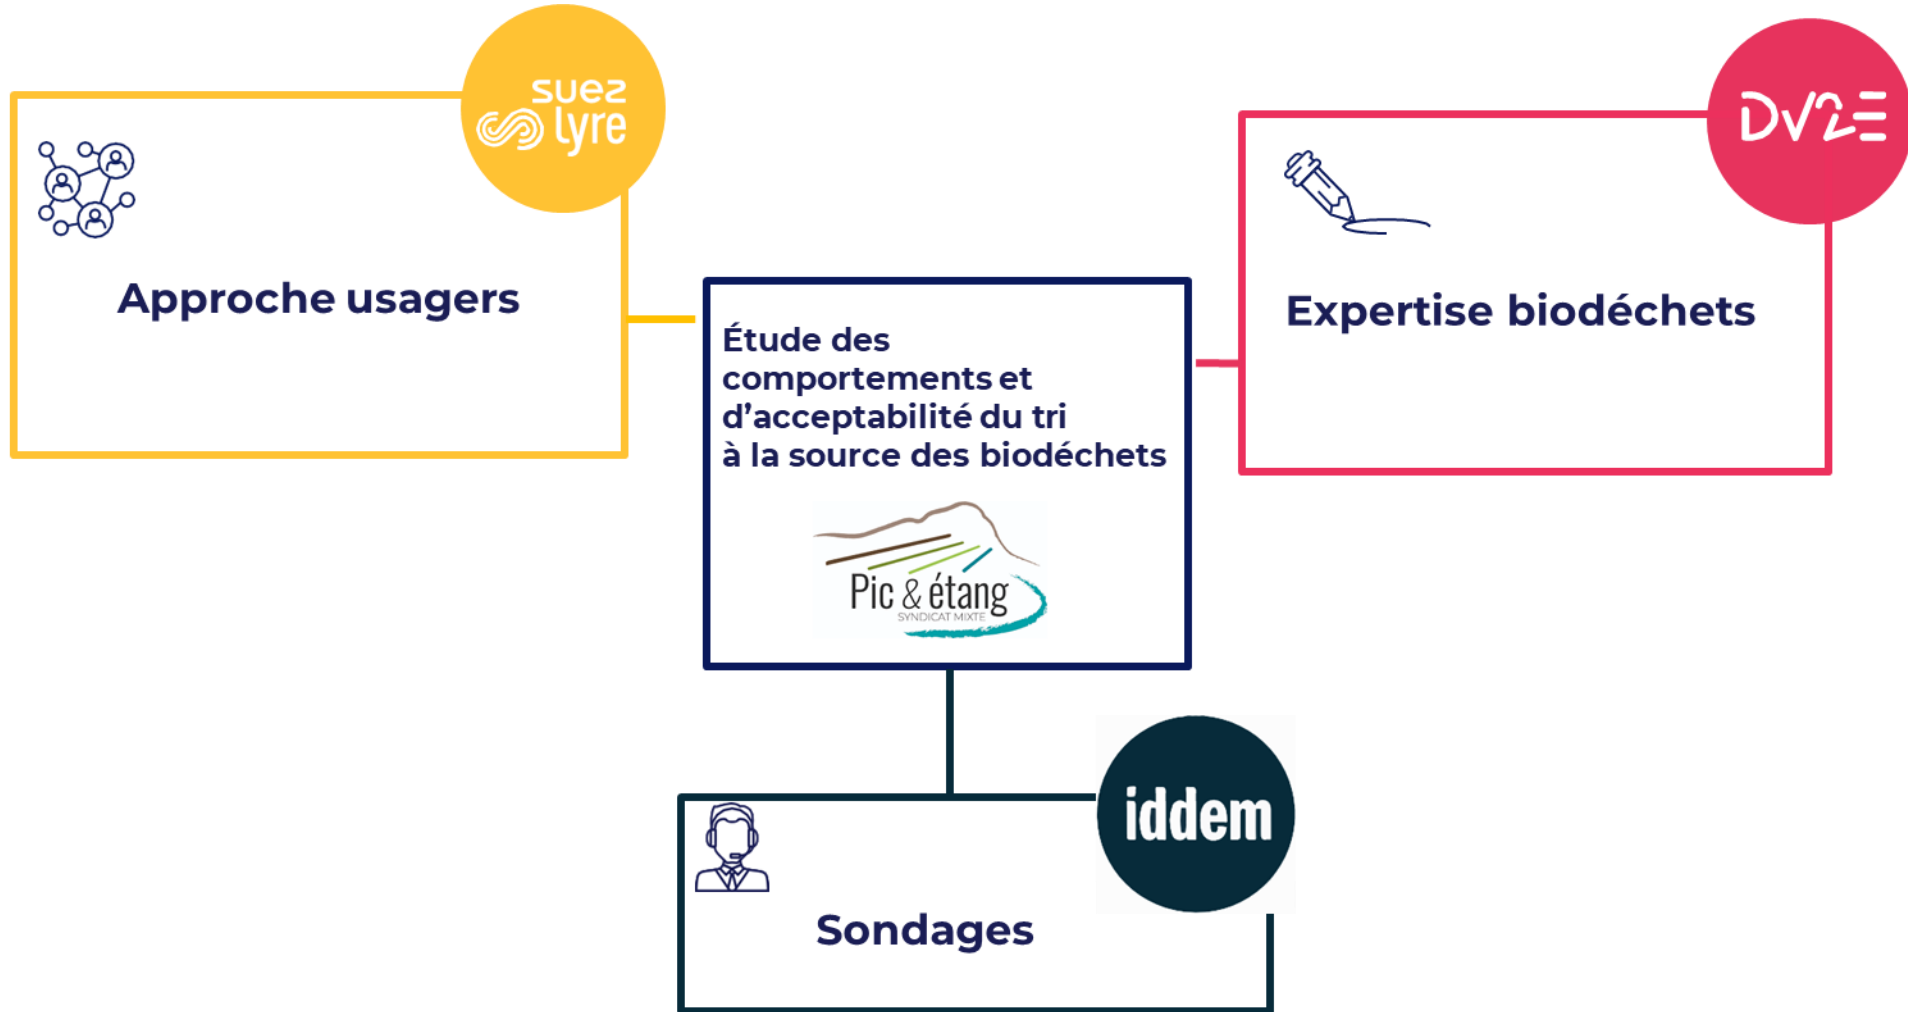 suez
lyre
Approche usagers
DV2E
Expertise biodéchets
Étude des
comportements et
d’acceptabilité du tri
à la source des biodéchets
Pic & étang
SYNDICAT MIXTE
iddem
Sondages